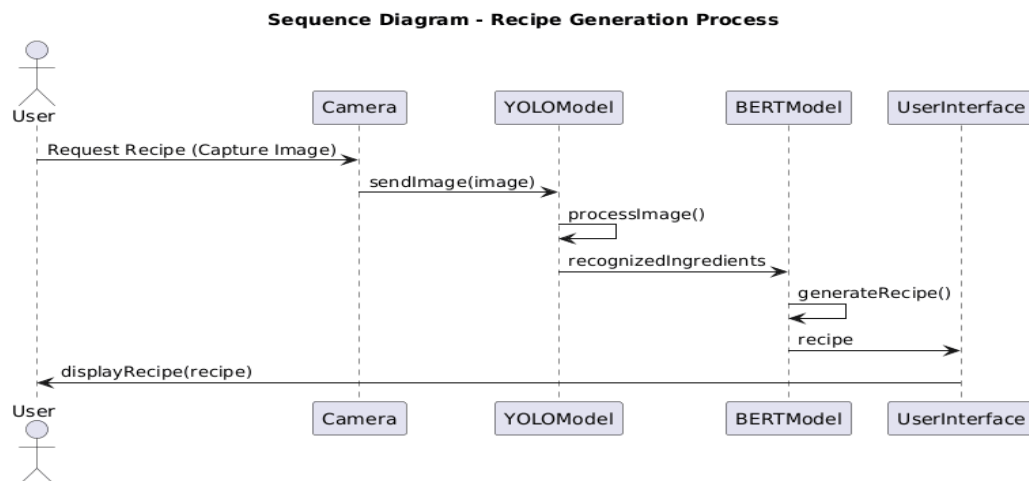 Sequence Diagram - Recipe Generation Process
User
Camera
YOLOModel
BERTModel
UserInterface
Request Recipe (Capture Image)
sendImage(image)
processImage()
recognizedIngredients
generateRecipe()
recipe
displayRecipe(recipe)
User
Camera
YOLOModel
BERTModel
UserInterface